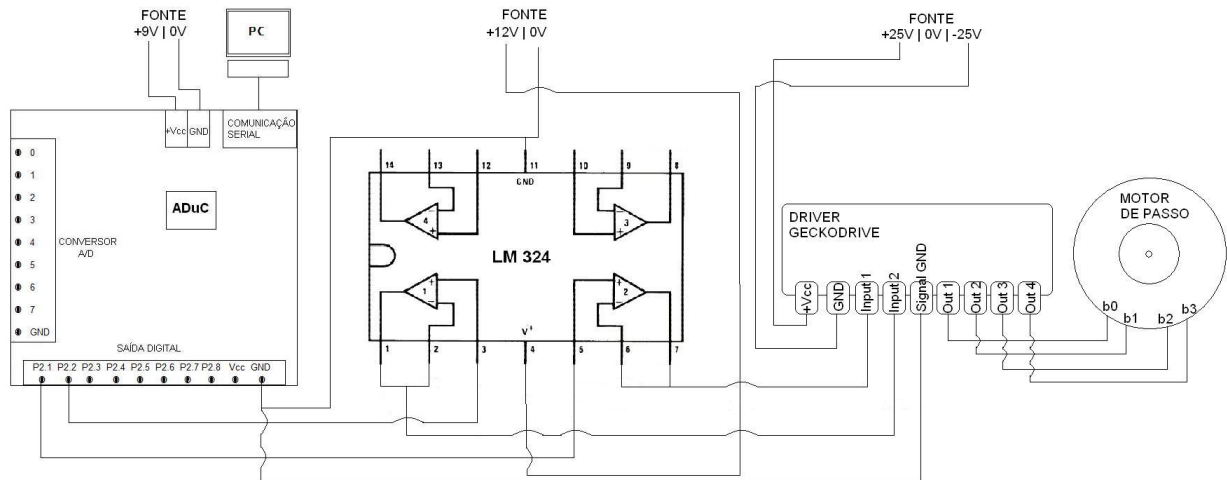 FONTE
+9V | 0V
PC
FONTE
+12V | 0V
FONTE
+25V | 0V | -25V
+Vcc
GND
COMUNICAÇÃO
SERIAL
0
1
2
3
4
5
6
7
GND
CONVERSOR
A/D
ADuC
SAÍDA DIGITAL
P2.1 P2.2 P2.3 P2.4 P2.5 P2.6 P2.7 P2.8 Vcc GND
14 13 12 11 10 9 8
GND
4
3
LM 324
1
2
V+
1 2 3 4 5 6 7
DRIVER
GECKODRIVE
+Vcc
GND
Input 1
Input 2
Signal GND
Out 1
Out 2
Out 3
Out 4
MOTOR
DE PASSO
b0
b1
b2
b3